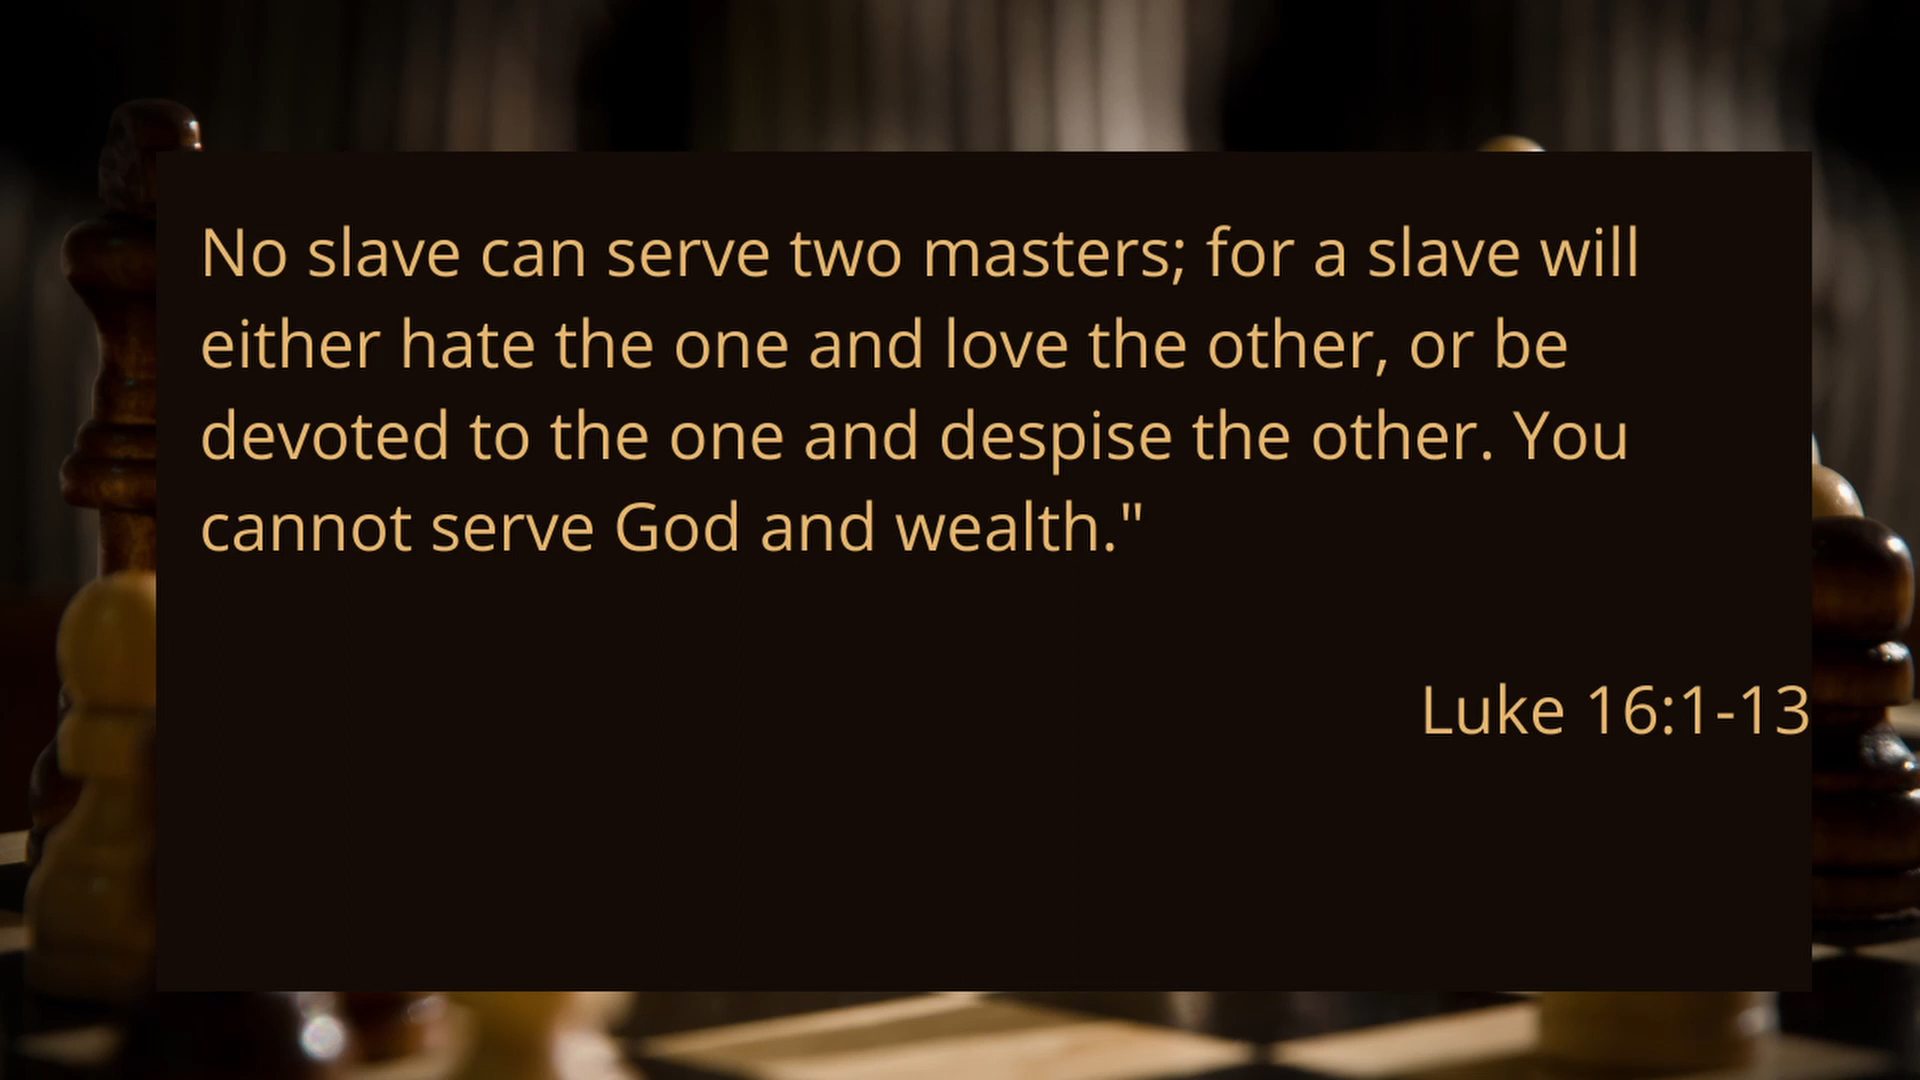 No slave can serve two masters; for a slave will
either hate the one and love the other, or be
devoted to the one and despise the other. You
cannot serve God and wealth."
Luke 16:1-13